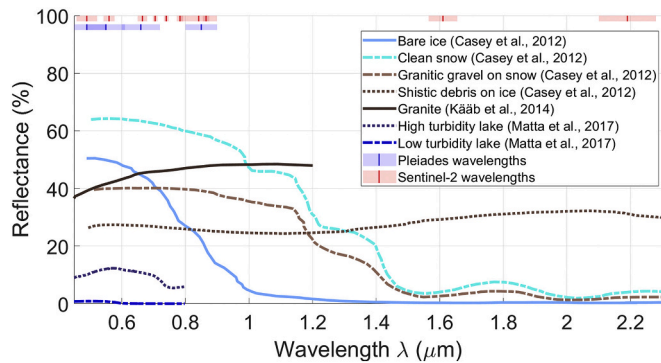 100
80
60
40
20
0
Reflectance (%)
0.6
0.8
1
1.2
1.4
1.6
1.8
2
2.2
Wavelength λ (μm)
Bare ice (Casey et al., 2012)
Clean snow (Casey et al., 2012)
Granitic gravel on snow (Casey et al., 2012)
Shistic debris on ice (Casey et al., 2012)
Granite (Kääb et al., 2014)
High turbidity lake (Matta et al., 2017)
Low turbidity lake (Matta et al. 2017)
Pleiades wavelengths
Sentinel-2 wavelengths